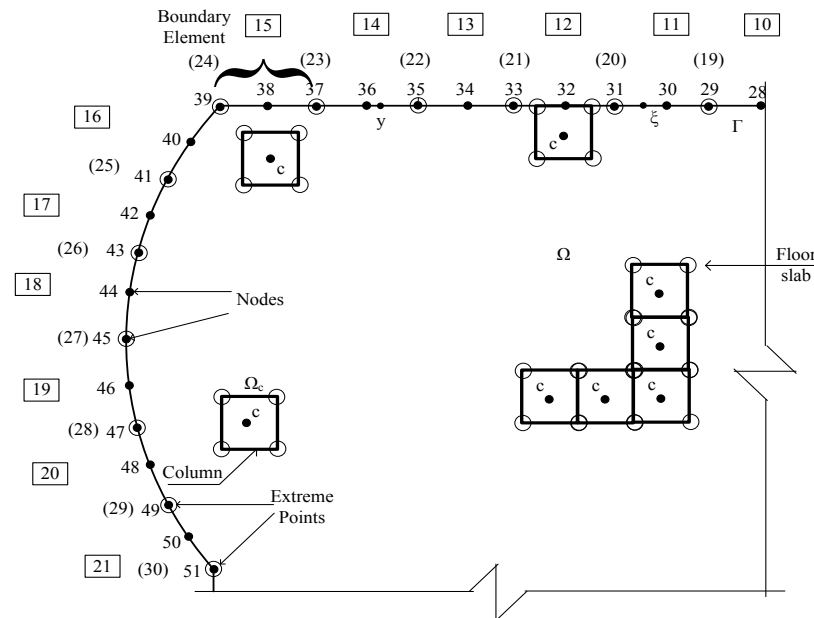 Boundary
Element
15 14 13 12 11 10
(24) (23) (22) (21) (20) (19)
39 38 37 36 35 34 33 32 31 30 29 28
y ξ Γ
16
40
c
c
(25)
41
17
42
(26)
43
Ω
Floor
slab
18
44
c
Nodes
(27) 45
c
19
46
Ωc
c c c
(28)
47
c
20
48
Column
(29)
49
Extreme
Points
50
21
(30)
51